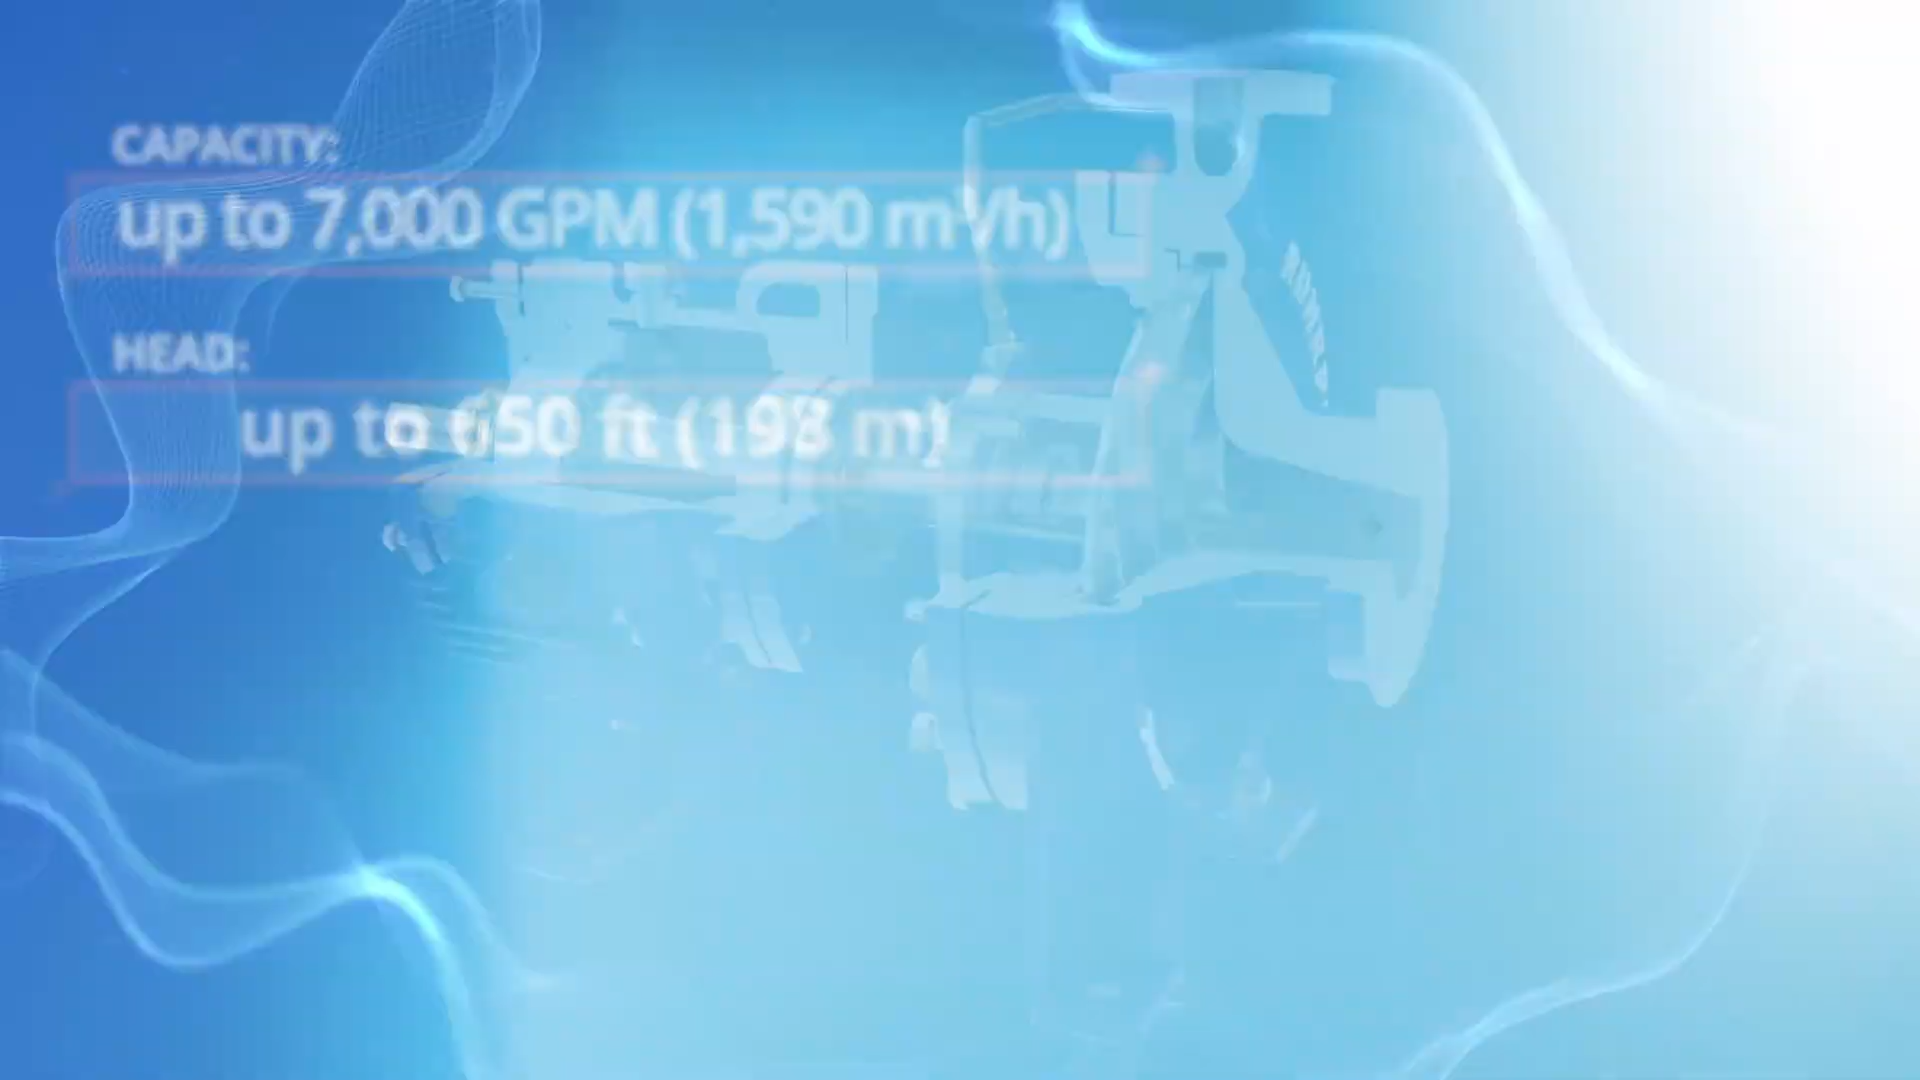 CAPACITY:
up to 7,000 GPM (1,590 m³/h)
HEAD:
up to 650 ft (198 m)